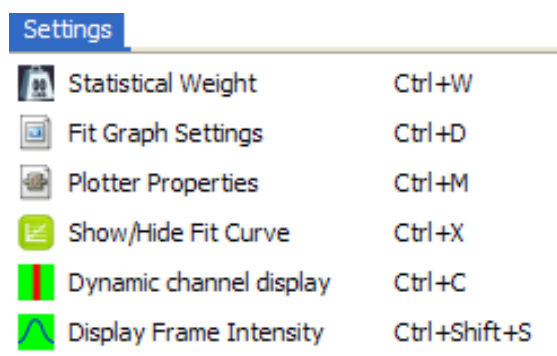 Settings
Statistical Weight Ctrl+W
Fit Graph Settings Ctrl+D
Plotter Properties Ctrl+M
Show/Hide Fit Curve Ctrl+X
Dynamic channel display Ctrl+C
Display Frame Intensity Ctrl+Shift+S